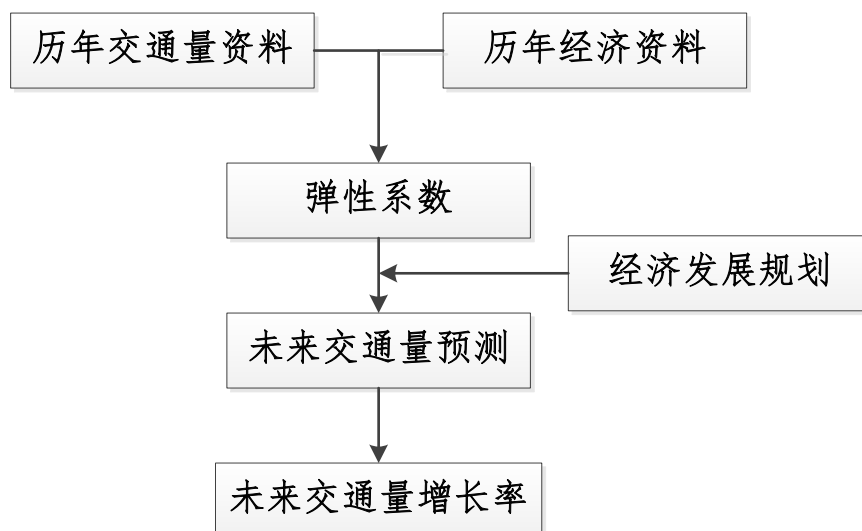 历年交通量资料
历年经济资料
弹性系数
经济发展规划
未来交通量预测
未来交通量增长率